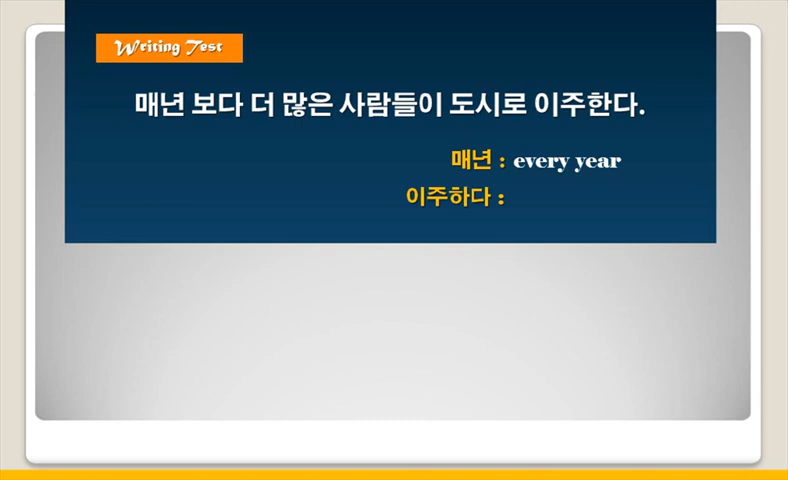 Writing Test
매년 보다 더 많은 사람들이 도시로 이주한다.
매년 : every year
이주하다 :